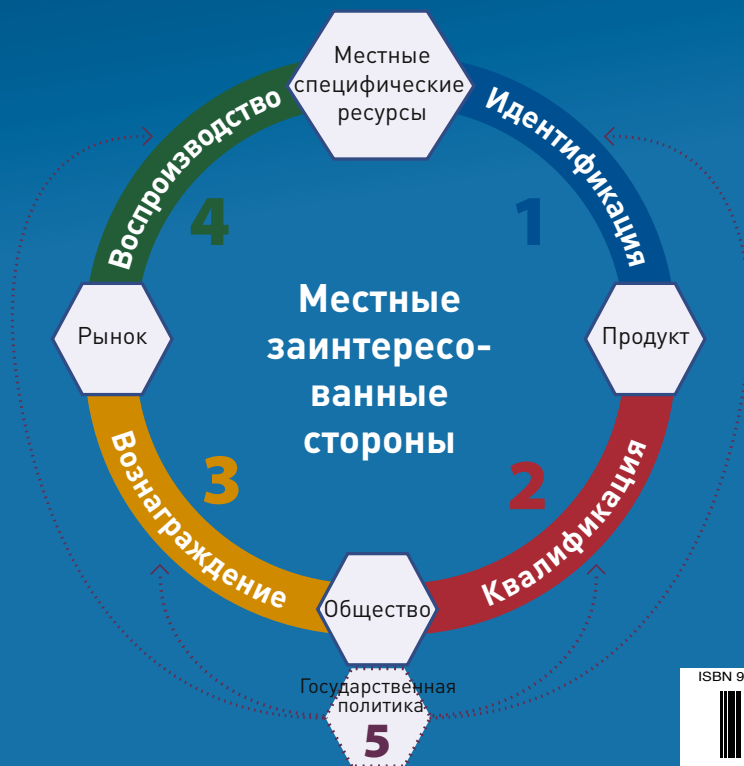 Местные
специфические
ресурсы
Воспроизводство
Идентификация
4
1
Местные
заинтересо-
ванные
стороны
Рынок
Продукт
3
2
Вознаграждение
Квалификация
Общество
Государственная
политика
5
ISBN 9